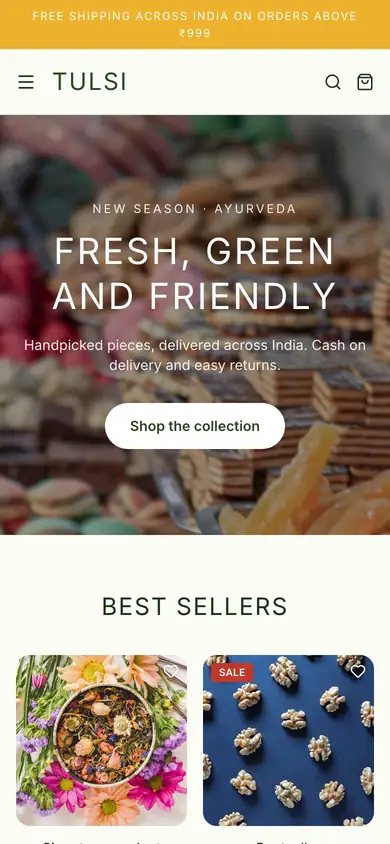 FREE SHIPPING ACROSS INDIA ON ORDERS ABOVE
₹999
TULSI
NEW SEASON · AYURVEDA
FRESH, GREEN
AND FRIENDLY
Handpicked pieces, delivered across India. Cash on
delivery and easy returns.
Shop the collection
BEST SELLERS
SALE